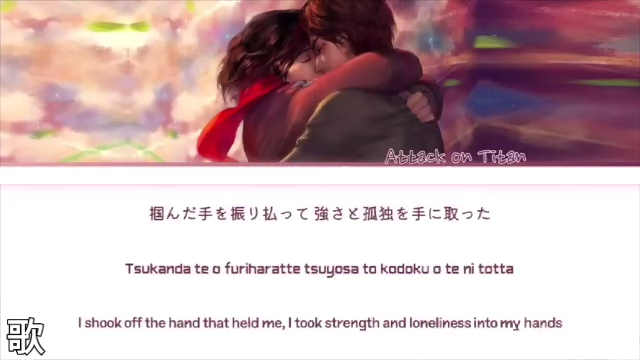 Attack on Titan
掴んだ手を振り払って 強さと孤独を手に取った
Tsukanda te o furiharatte tsuyosa to kodoku o te ni totta
I shook off the hand that held me, I took strength and loneliness into my hands
歌